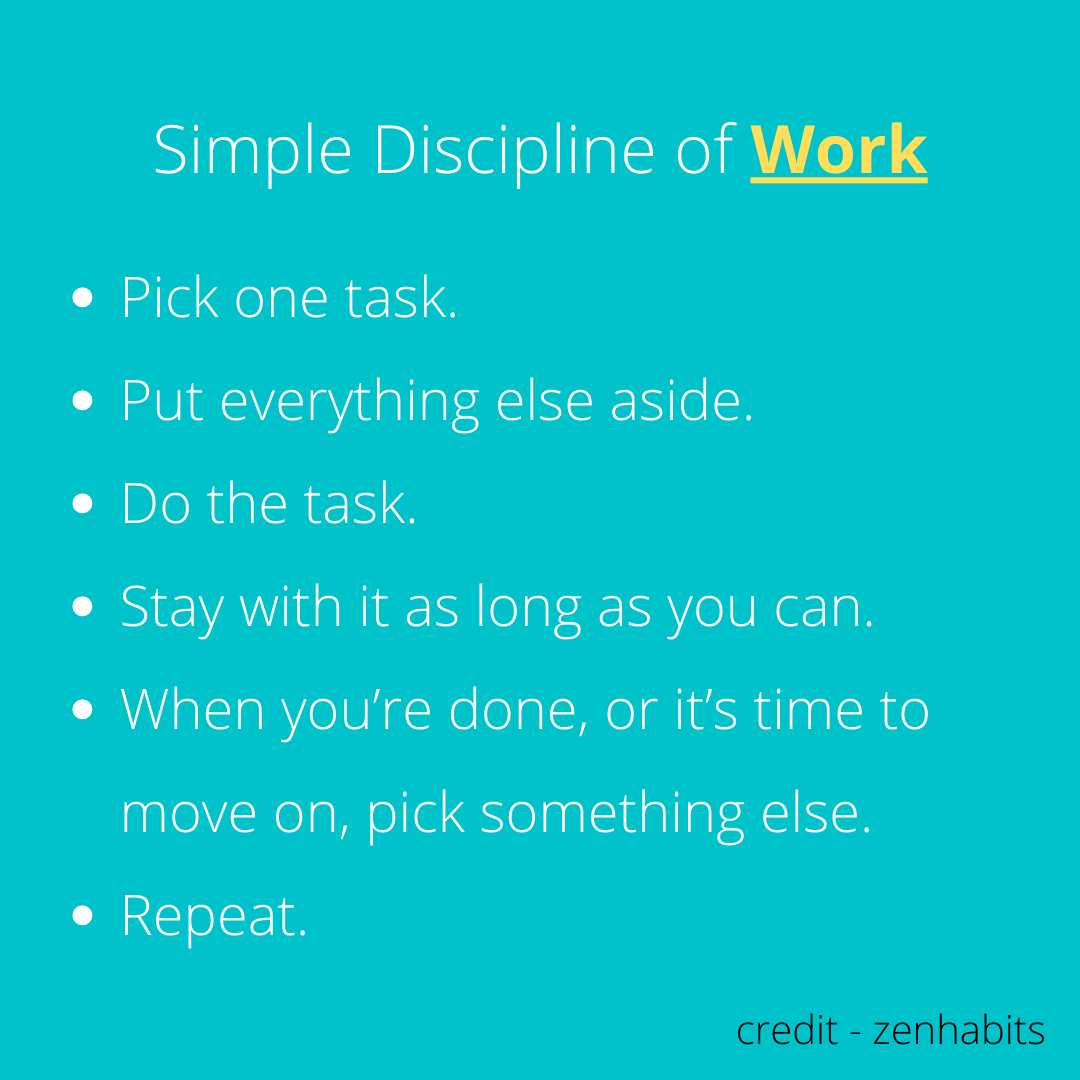 Simple Discipline of Work
• Pick one task.
• Put everything else aside.
• Do the task.
• Stay with it as long as you can.
• When you’re done, or it’s time to
move on, pick something else.
• Repeat.
credit - zenhabits